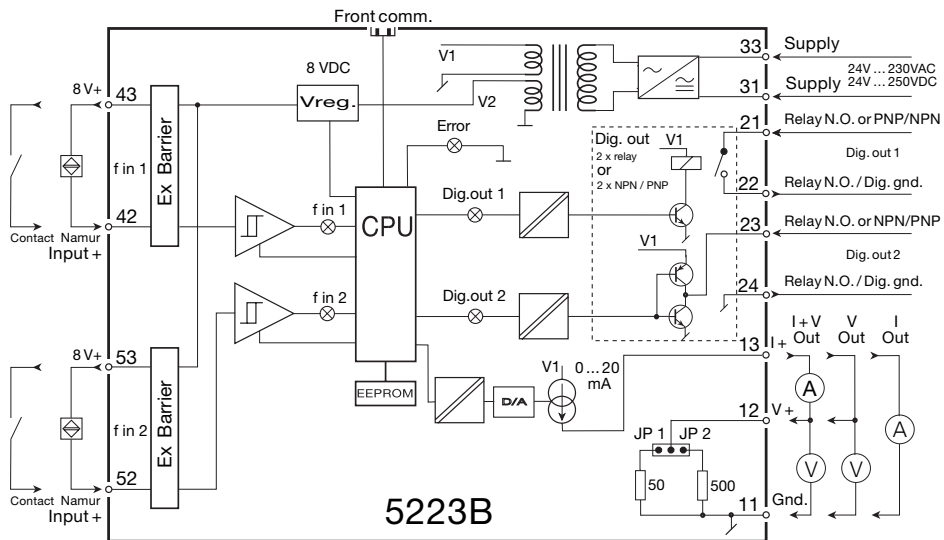 Front comm.
33
Supply
24V ... 230VAC
24V ... 250VDC
31
Supply
V1
8 VDC
Vreg.
V2
8 V+
43
Ex Barrier
f in 1
42
Contact
Namur
Input +
Error
Dig. out
2 x relay
or
2 x NPN / PNP
V1
21
Relay N.O. or PNP/NPN
Dig. out 1
22
Relay N.O. / Dig. gnd.
23
Relay N.O. or NPN/PNP
Dig. out 2
24
Relay N.O. / Dig. gnd.
f in 1
CPU
Dig.out 1
V1
f in 2
Dig.out 2
EEPROM
8 V+
53
Ex Barrier
f in 2
52
Contact
Namur
Input +
D/A
V1
0 ... 20
mA
13
I +
I + V
Out
V
Out
I
Out
A
12
V +
A
JP 1
JP 2
50
500
V
V
11
Gnd.
5223B